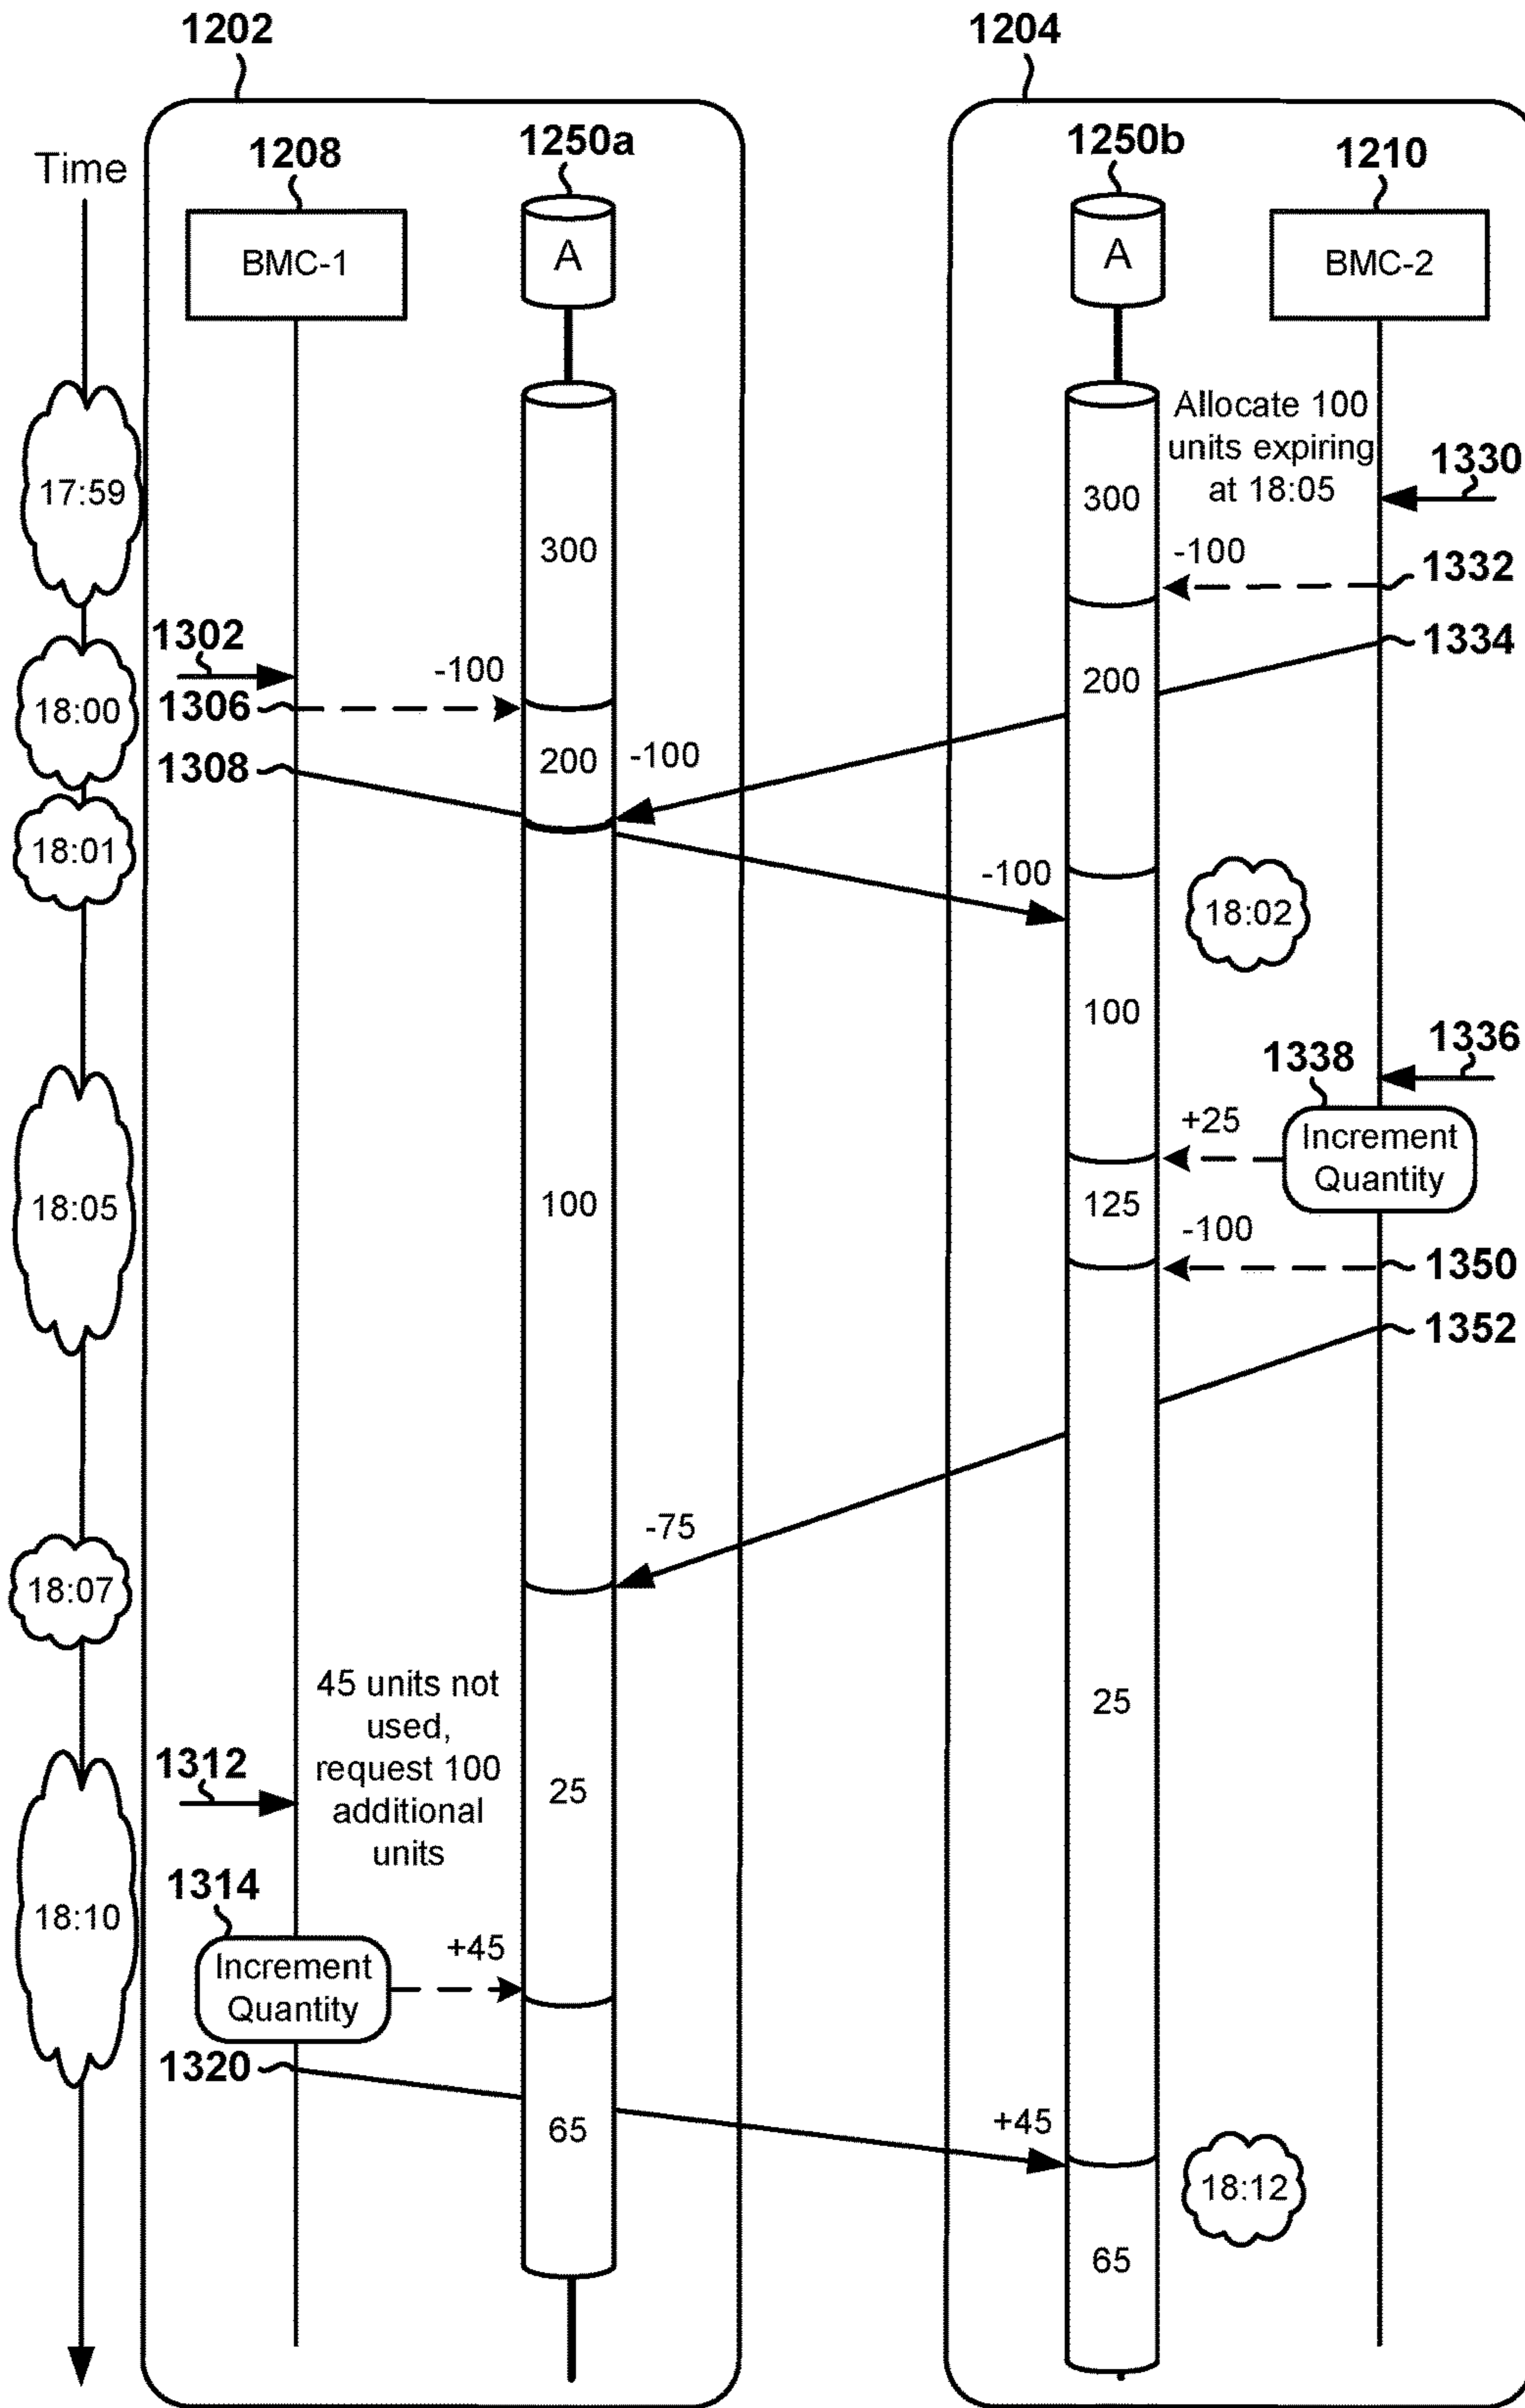 1202
1204
Time
1208
1250a
1250b
1210
BMC-1
A
A
BMC-2
Allocate 100
units expiring
at 18:05
17:59
300
300
1330
-100
1332
1302
-100
1334
18:00
1306
200
1308
200
-100
18:01
-100
18:02
100
1336
1338
+25
Increment
Quantity
18:05
100
125
-100
1350
1352
-75
18:07
45 units not
used,
request 100
additional
units
25
1312
25
1314
18:10
+45
Increment
Quantity
1320
65
+45
18:12
65